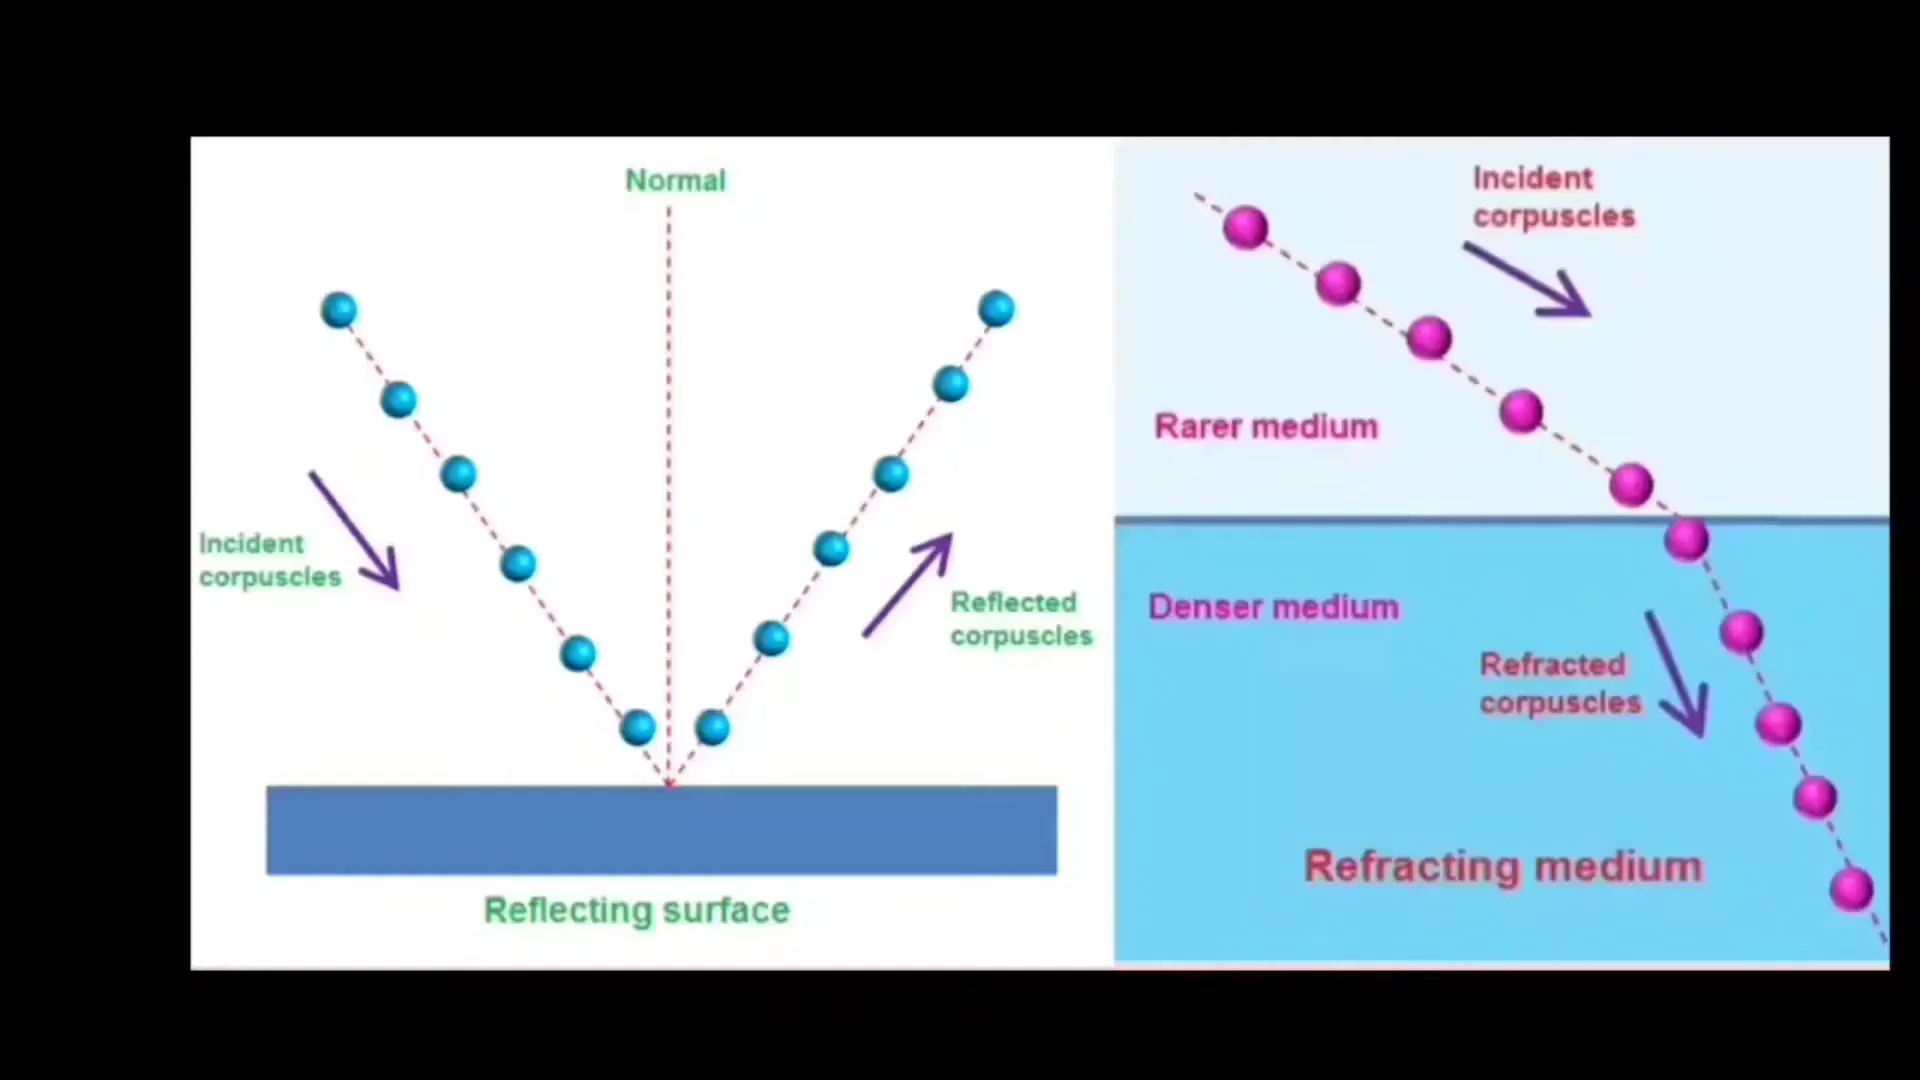 Normal
Incident
corpuscles
Reflected
corpuscles
Reflecting surface
Incident
corpuscles
Rarer medium
Denser medium
Refracted
corpuscles
Refracting medium